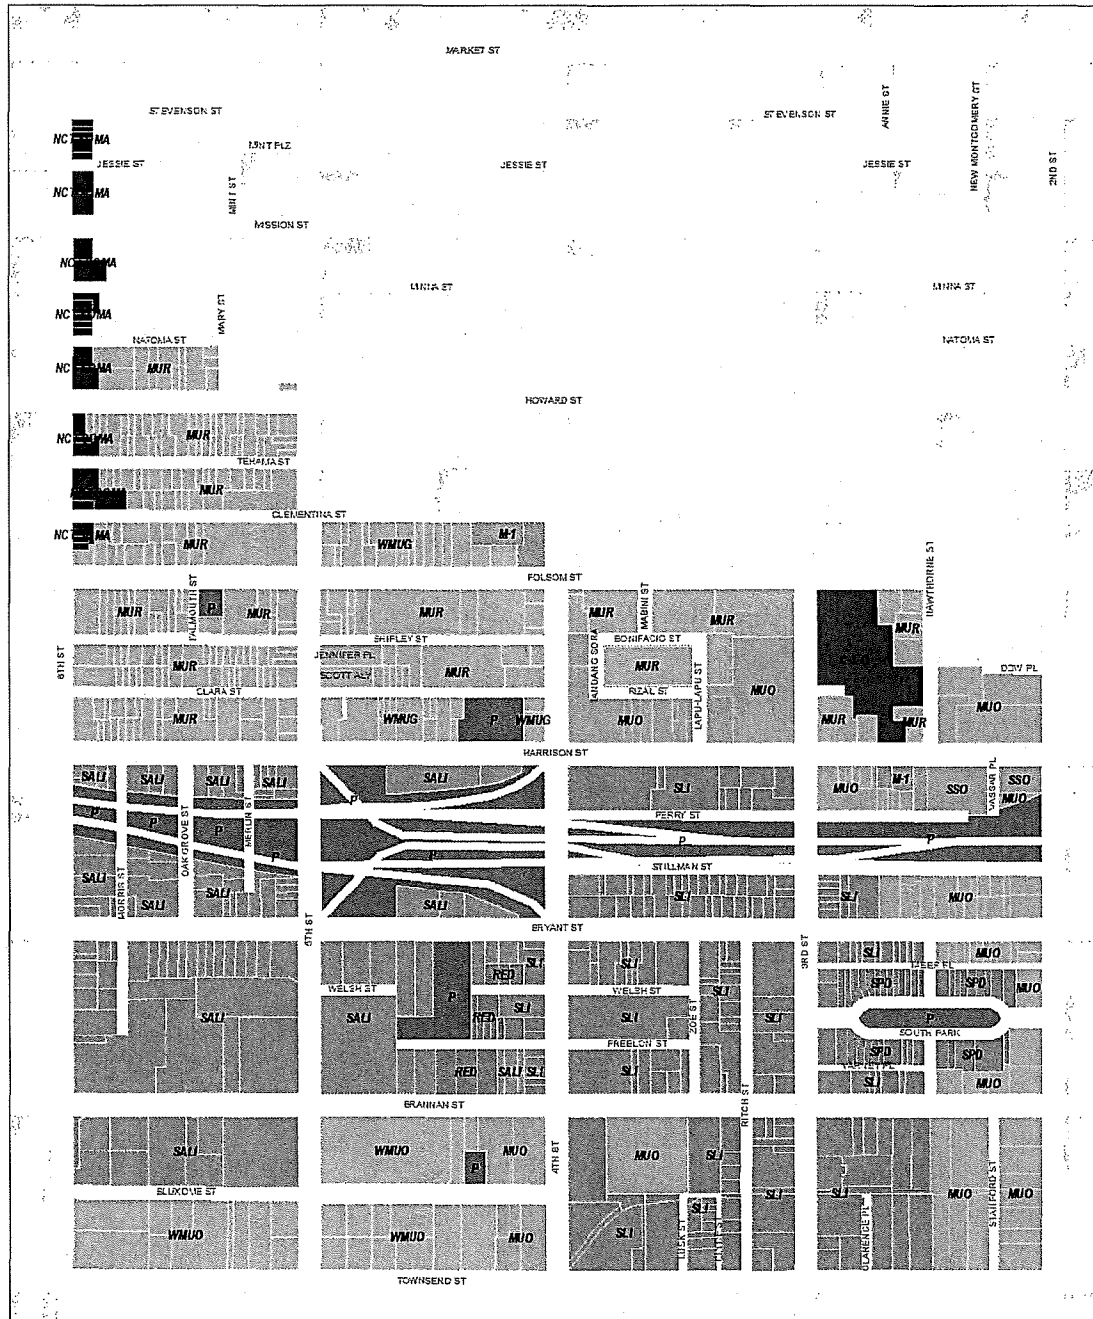 MARKET ST
STEVENSON ST
STEVENSON ST
ANNIE ST
NEW MONTGOMERY ST
MINT PLZ
JESSIE ST
JESSIE ST
JESSIE ST
MINT ST
2ND ST
MISSION ST
MINNA ST
MINNA ST
MARY ST
NATOMA ST
NATOMA ST
MUR
HOWARD ST
MUR
TEHAMA ST
MUR
CLEMENTINA ST
MUR
WMUG
M-1
FOLSOM ST
HAWTHORNE ST
MUR
FALMOUTH ST
P
MUR
MUR
MUR
MABINI ST
MUR
MUR
SHIPLEY ST
BONIFACIO ST
6TH ST
MUR
JENNIFER PL
SCOTT ALY
MUR
TANDANG SORA
MUR
LAPU-LAPU ST
MUO
DOW PL
CLARA ST
RIZAL ST
MUO
MUR
WMUG
P
WMUG
MUO
MUR
MUR
HARRISON ST
SALI
SALI
SALI
SALI
SALI
SLI
MUO
M-1
SSO
VASSAR PL
SSO
MUO
P
P
P
P
P
MERLIN ST
OAK GROVE ST
PERRY ST
P
P
P
STILLMAN ST
SALI
MORRIS ST
SALI
SALI
SALI
SLI
SLI
MUO
5TH ST
BRYANT ST
3RD ST
SALI
WELSH ST
SALI
P
RED
SLI
SLI
RED
SLI
WELSH ST
SLI
ZOE ST
SLI
SLI
SLI
MUO
SPD
SPD
MUO
P
SOUTH PARK
FREELON ST
RED
SALI
SLI
SLI
SPD
SPD
SLI
MUO
BRANNAN ST
RITCH ST
SALI
WMUO
P
MUO
4TH ST
MUO
SLI
SLI
SLI
MUO
STANFORD ST
MUO
BLUXOME ST
WMUO
WMUO
MUO
SLI
LUSK ST
SLI
CLARENCE PL
TOWNSEND ST